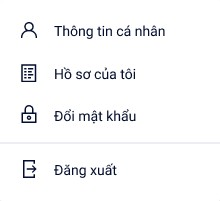 Thông tin cá nhân
Hồ sơ của tôi
Đổi mật khẩu
Đăng xuất